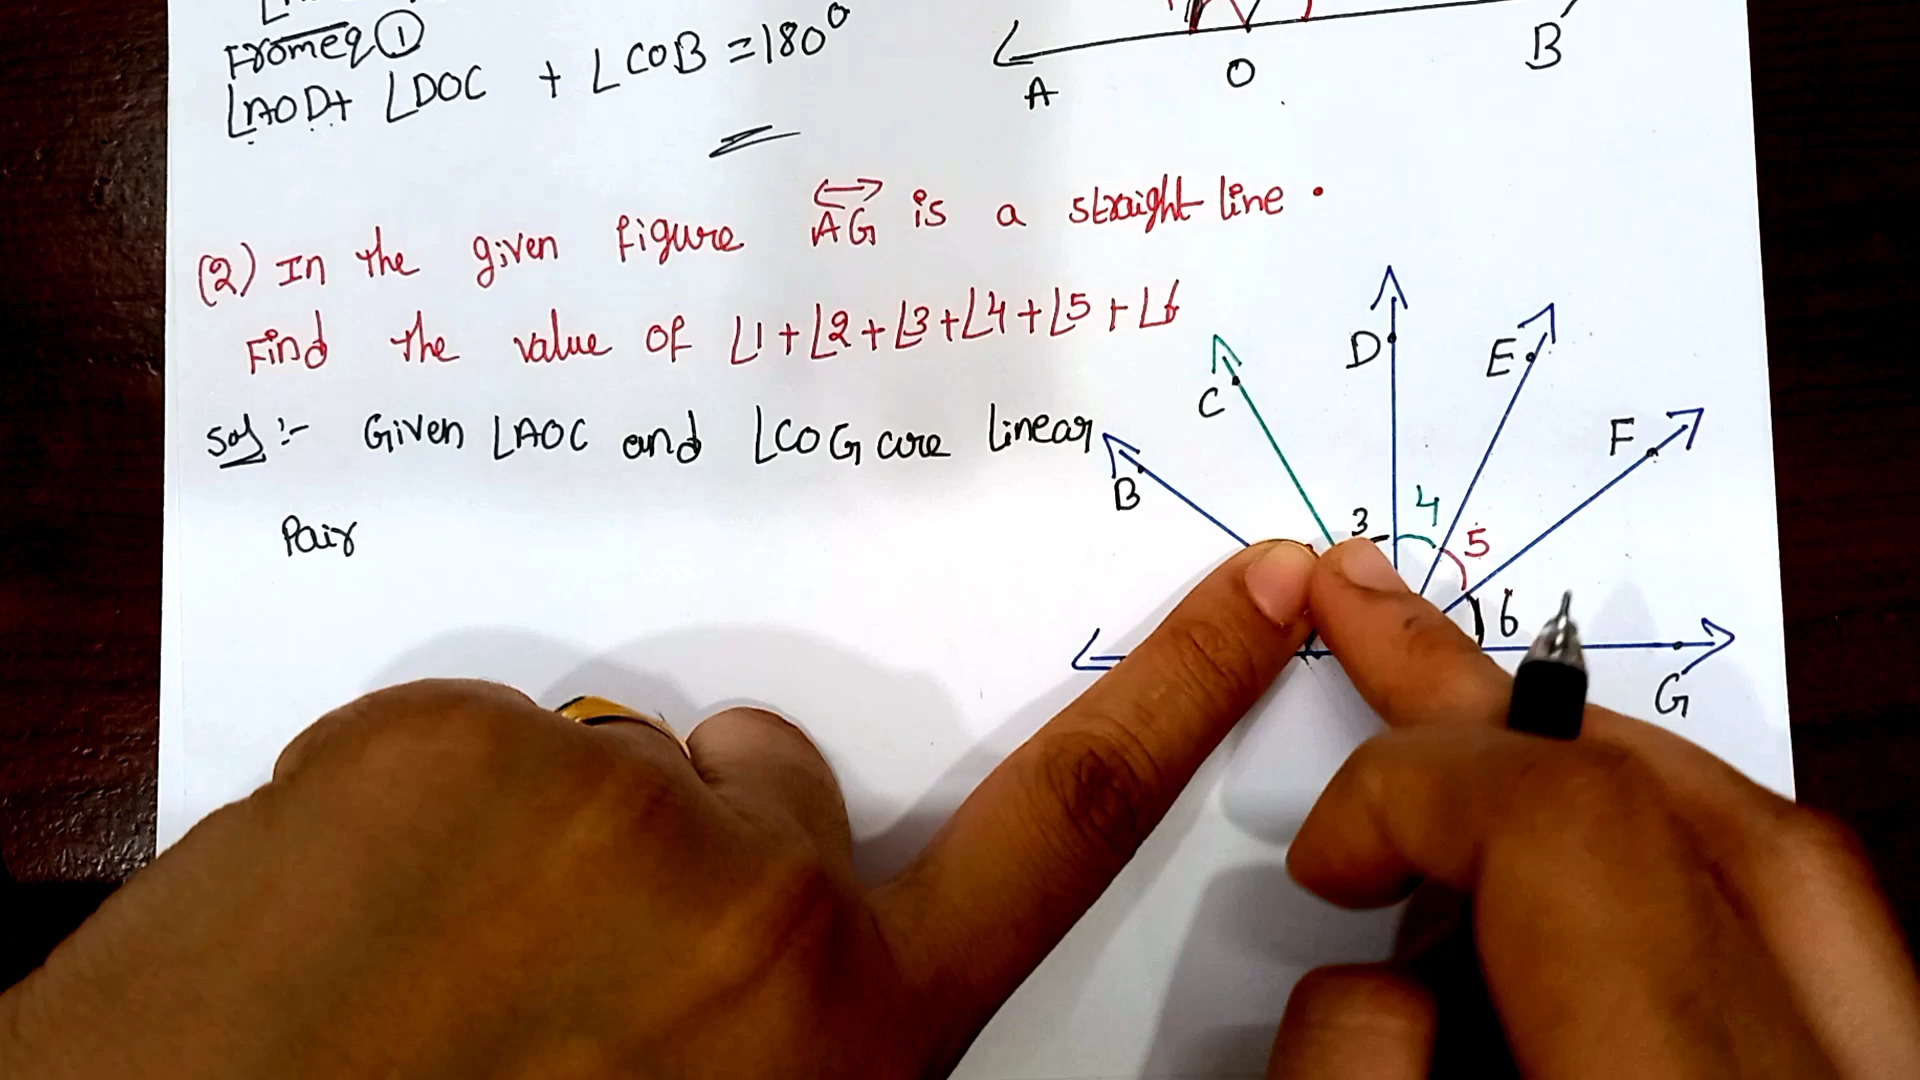 From eq ①
∠AOD+ ∠DOC + ∠COB =180°
A O B
(2) In the given figure AG is a straight line.
Find the value of ∠1+∠2+∠3+∠4+∠5+∠6
Sol :- Given ∠AOC and ∠COG are linear
Pair
D
E
C
F
B
3 4
5
6
G